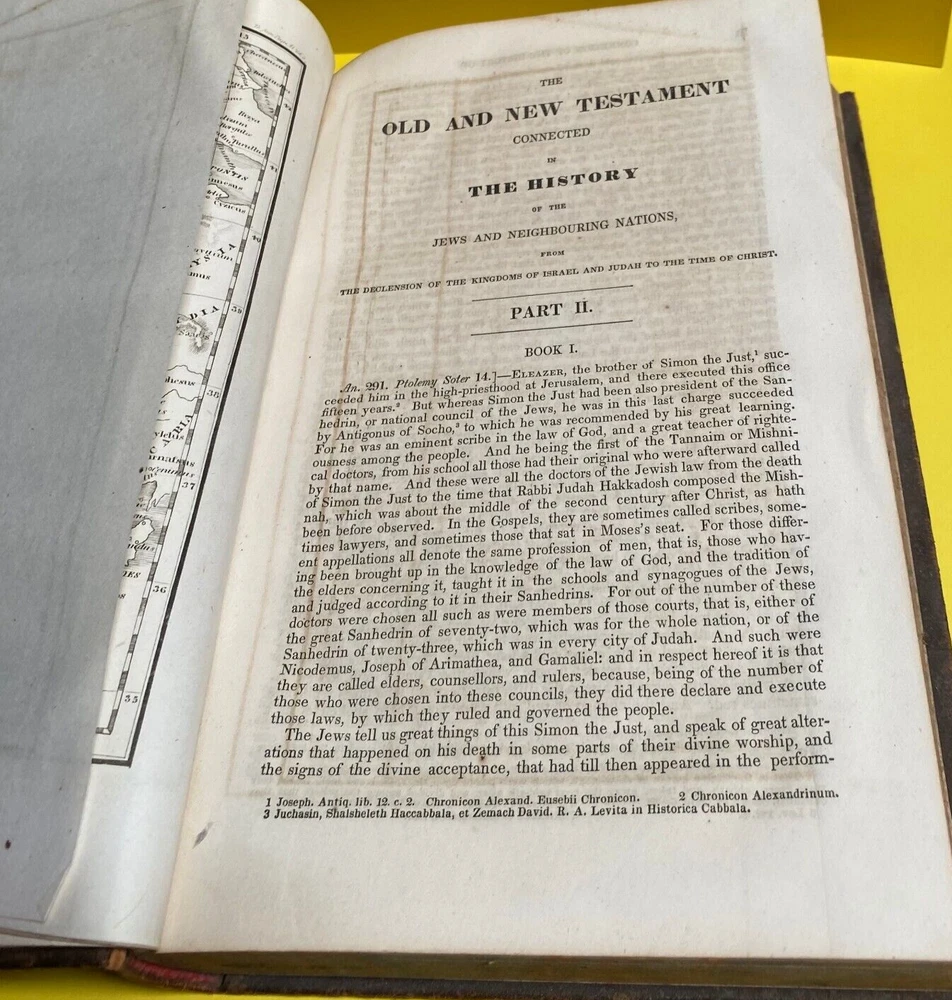 THE
OLD AND NEW TESTAMENT
CONNECTED
IN
THE HISTORY
OF THE
JEWS AND NEIGHBOURING NATIONS,
FROM
THE DECLENSION OF THE KINGDOMS OF ISRAEL AND JUDAH TO THE TIME OF CHRIST.
PART II.
BOOK I.
An. 291. Ptolemy Soter 14.]—ELEAZER, the brother of Simon the Just,¹ suc-
ceeded him in the high-priesthood at Jerusalem, and there executed this office
fifteen years.² But whereas Simon the Just had been also president of the San-
hedrin, or national council of the Jews, he was in this last charge succeeded
by Antigonus of Socho,³ to which he was recommended by his great learning.
For he was an eminent scribe in the law of God, and a great teacher of righte-
ousness among the people. And he being the first of the Tannaim or Mishni-
cal doctors, from his school all those had their original who were afterward called
by that name. And these were all the doctors of the Jewish law from the death
of Simon the Just to the time that Rabbi Judah Hakkadosh composed the Mish-
nah, which was about the middle of the second century after Christ, as hath
been before observed. In the Gospels, they are sometimes called scribes, some-
times lawyers, and sometimes those that sat in Moses's seat. For those differ-
ent appellations all denote the same profession of men, that is, those who hav-
ing been brought up in the knowledge of the law of God, and the tradition of
the elders concerning it, taught it in the schools and synagogues of the Jews,
and judged according to it in their Sanhedrins. For out of the number of these
doctors were chosen all such as were members of those courts, that is, either of
the great Sanhedrin of seventy-two, which was for the whole nation, or of the
Sanhedrin of twenty-three, which was in every city of Judah. And such were
Nicodemus, Joseph of Arimathea, and Gamaliel: and in respect hereof it is that
they are called elders, counsellors, and rulers, because, being of the number of
those who were chosen into these councils, they did there declare and execute
those laws, by which they ruled and governed the people.
The Jews tell us great things of this Simon the Just, and speak of great alter-
ations that happened on his death in some parts of their divine worship, and
the signs of the divine acceptance, that had till then appeared in the perform-
1 Joseph. Antiq. lib. 12. c. 2. Chronicon Alexand. Eusebii Chronicon. 2 Chronicon Alexandrinum.
3 Juchasin, Shalsheleth Haccabbala, et Zemach David. R. A. Levita in Historica Cabbala.
41
40
39
38
37
36
35